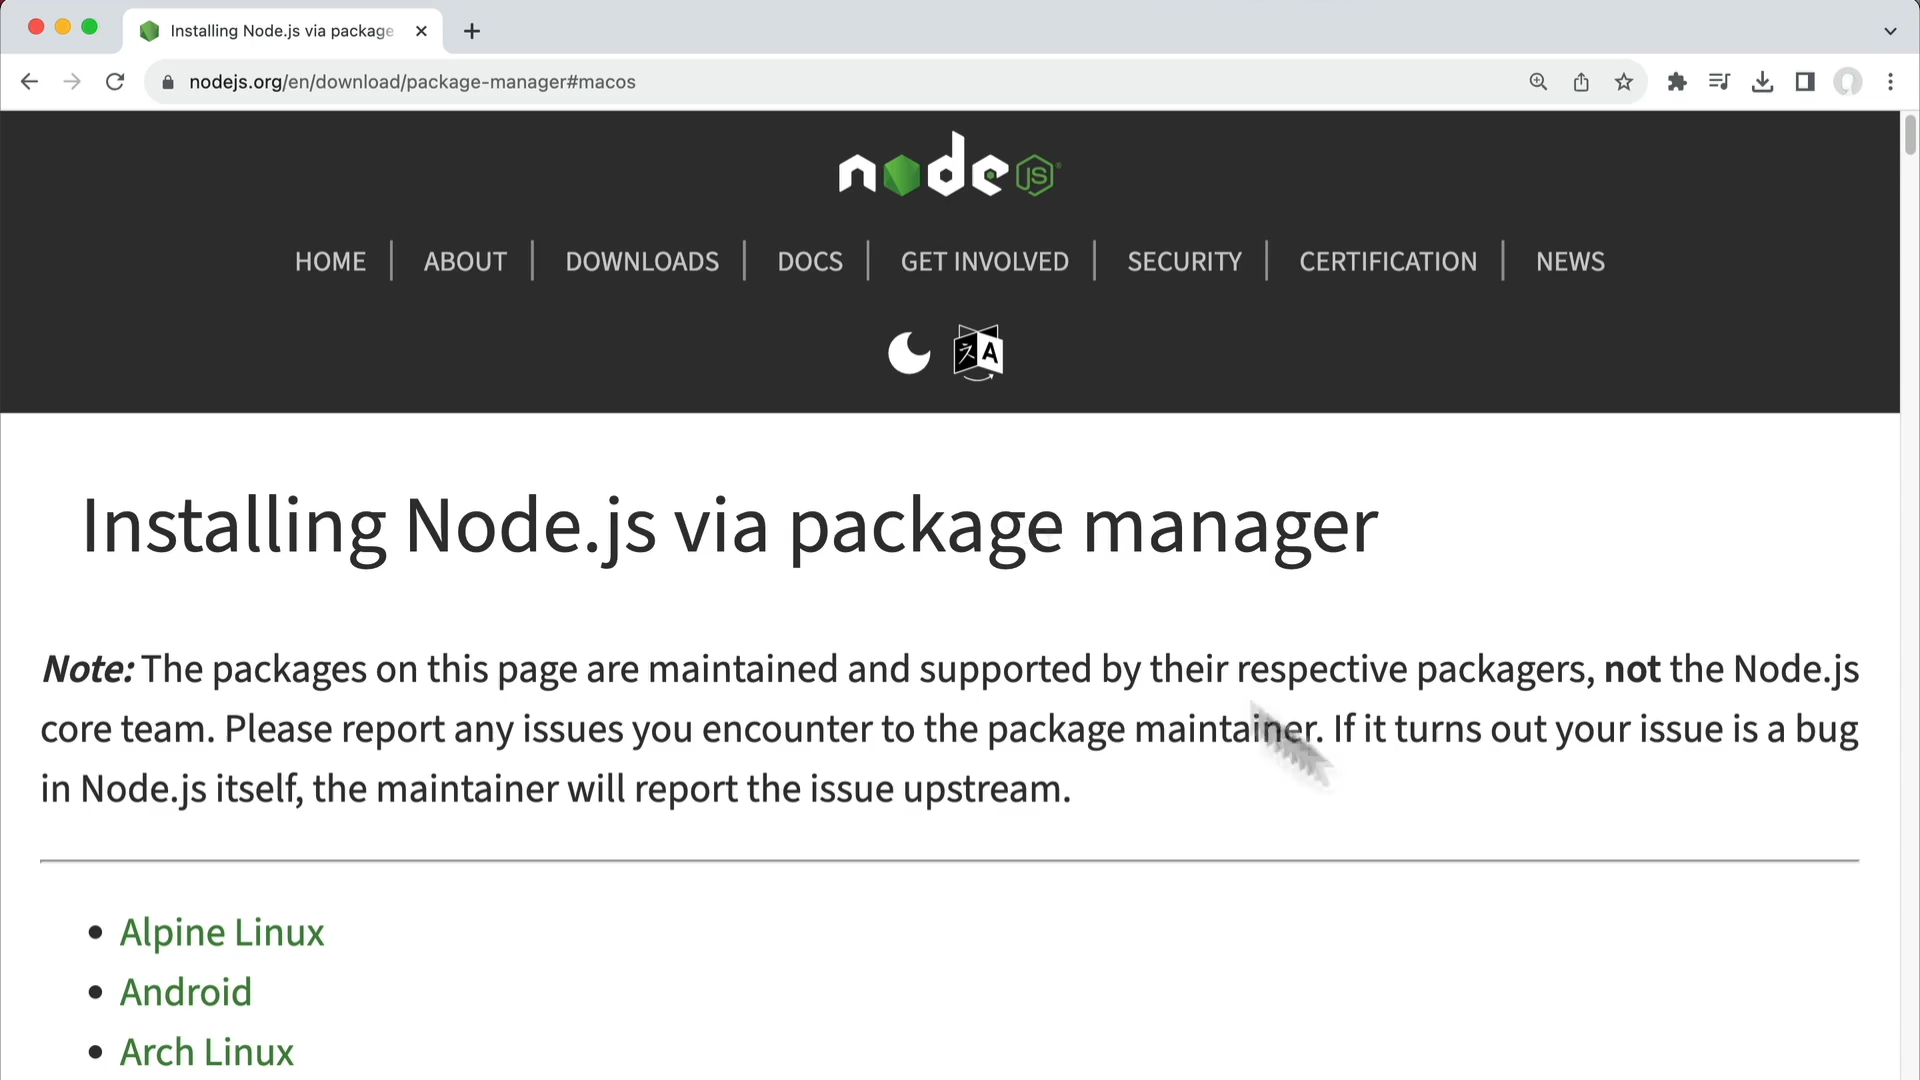 Installing Node.js via package
nodejs.org/en/download/package-manager#macos
node JS
HOME | ABOUT | DOWNLOADS | DOCS | GET INVOLVED | SECURITY | CERTIFICATION | NEWS
A
Installing Node.js via package manager
Note: The packages on this page are maintained and supported by their respective packagers, not the Node.js
core team. Please report any issues you encounter to the package maintainer. If it turns out your issue is a bug
in Node.js itself, the maintainer will report the issue upstream.
• Alpine Linux
• Android
• Arch Linux